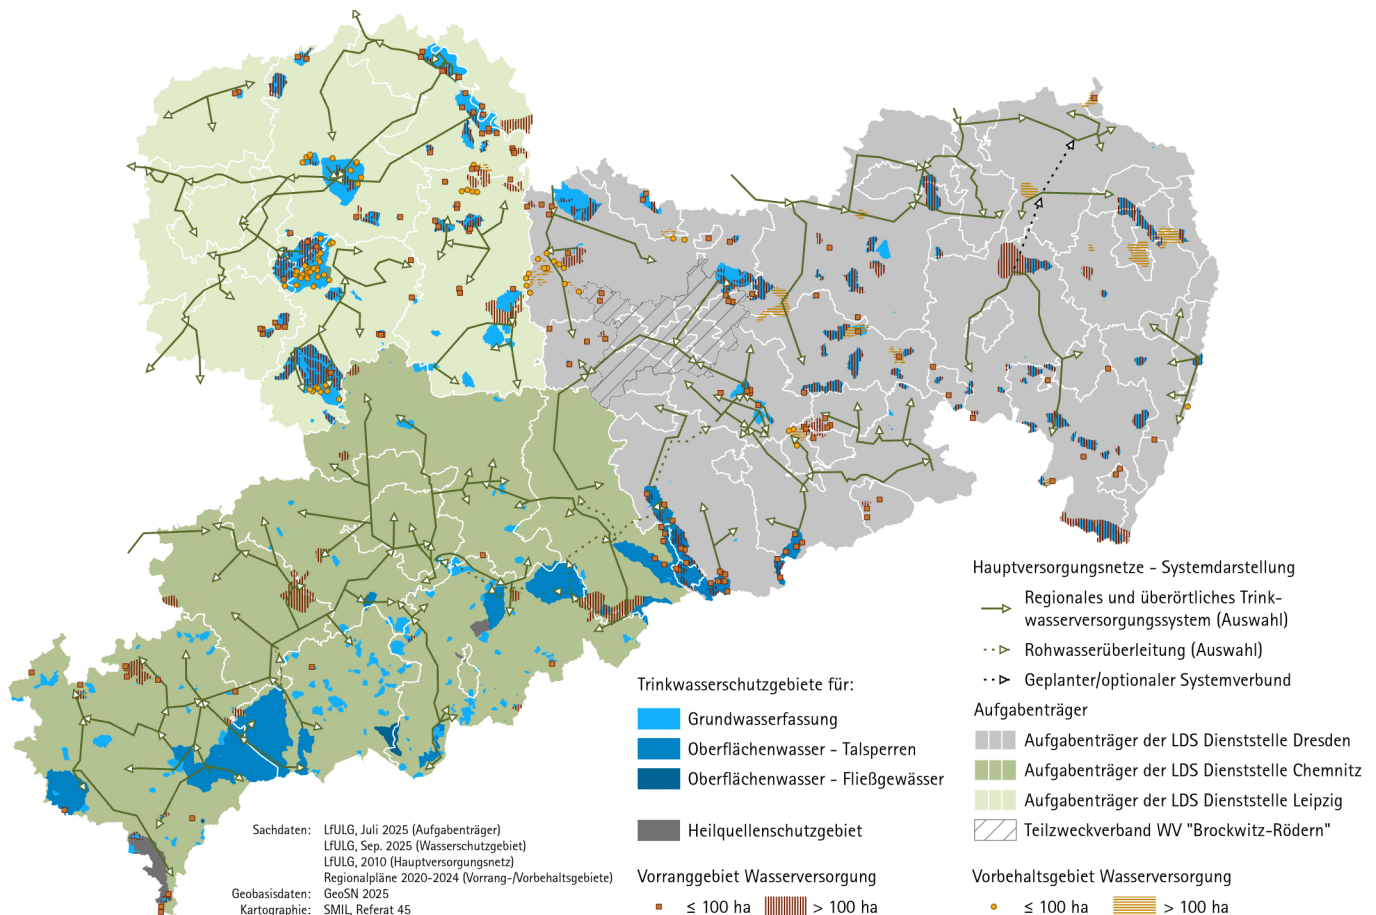 Hauptversorgungsnetze - Systemdarstellung
Regionales und überörtliches Trink-
wasserversorgungssystem (Auswahl)
Rohwasserüberleitung (Auswahl)
Geplanter/optionaler Systemverbund
Aufgabenträger
Aufgabenträger der LDS Dienststelle Dresden
Aufgabenträger der LDS Dienststelle Chemnitz
Aufgabenträger der LDS Dienststelle Leipzig
Teilzweckverband WV "Brockwitz-Rödern"
Trinkwasserschutzgebiete für:
Grundwasserfassung
Oberflächenwasser - Talsperren
Oberflächenwasser - Fließgewässer
Heilquellenschutzgebiet
Vorranggebiet Wasserversorgung
≤ 100 ha > 100 ha
Vorbehaltsgebiet Wasserversorgung
≤ 100 ha > 100 ha
Sachdaten: LfULG, Juli 2025 (Aufgabenträger)
LfULG, Sep. 2025 (Wasserschutzgebiet)
LfULG, 2010 (Hauptversorgungsnetz)
Regionalpläne 2020-2024 (Vorrang-/Vorbehaltsgebiete)
Geobasisdaten: GeoSN 2025
Kartographie: SMIL, Referat 45